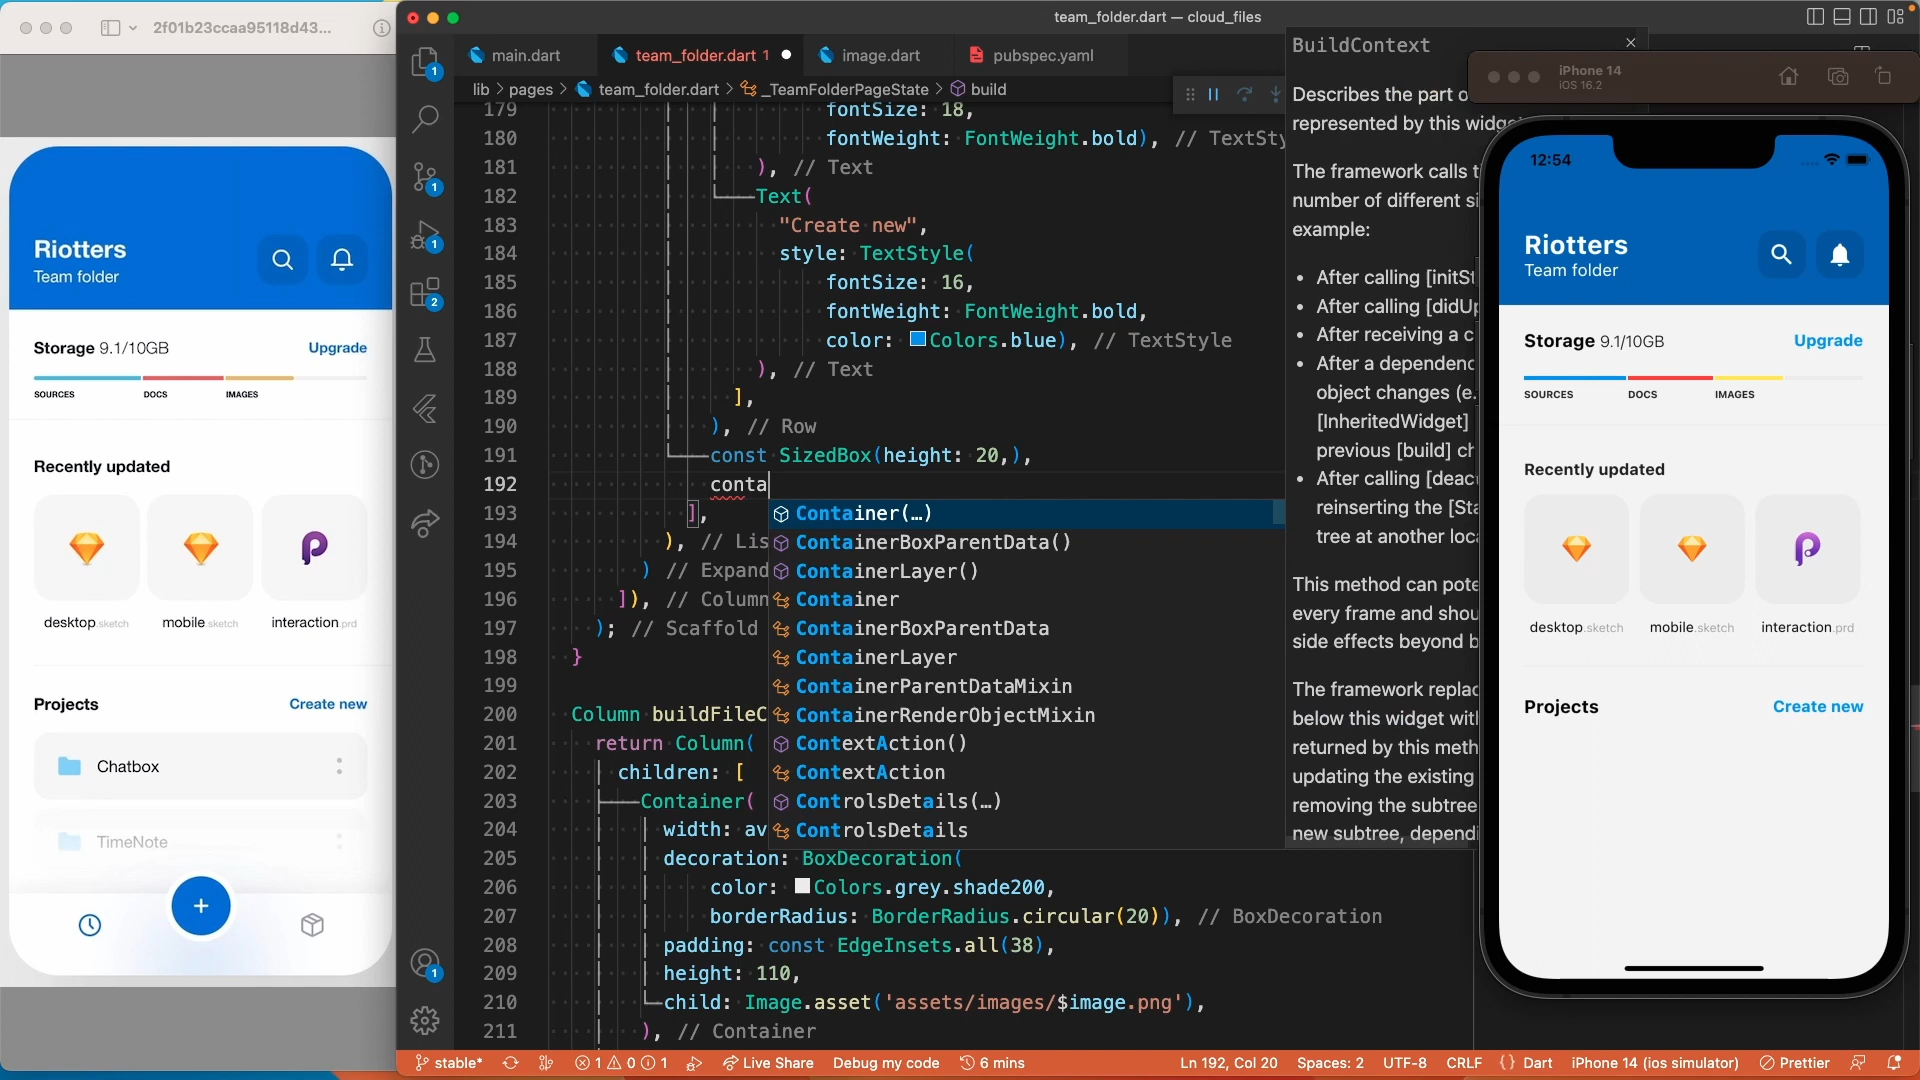 2f01b23ccaa95118d43...
Riotters
Team folder
Storage 9.1/10GB
Upgrade
SOURCES
DOCS
IMAGES
Recently updated
desktop.sketch
mobile.sketch
interaction.prd
Projects
Create new
Chatbox
TimeNote
+
team_folder.dart — cloud_files
main.dart
team_folder.dart 1
image.dart
pubspec.yaml
lib > pages > team_folder.dart > _TeamFolderPageState > build
1
1
1
2
1
179 fontSize: 18,
180 fontWeight: FontWeight.bold), // TextSty
181 ), // Text
182 Text(
183 "Create new",
184 style: TextStyle(
185 fontSize: 16,
186 fontWeight: FontWeight.bold,
187 color: Colors.blue), // TextStyle
188 ), // Text
189 ],
190 ), // Row
191 const SizedBox(height: 20,),
192 conta
193 ],
194 ), // Lis
195 ) // Expand
196 ]), // Column
197 ); // Scaffold
198 }
199
200 Column buildFileC
201 return Column(
202 children: [
203 Container(
204 width: av
205 decoration: BoxDecoration(
206 color: Colors.grey.shade200,
207 borderRadius: BorderRadius.circular(20)), // BoxDecoration
208 padding: const EdgeInsets.all(38),
209 height: 110,
210 child: Image.asset('assets/images/$image.png'),
211 ), // Container
Container(…)
ContainerBoxParentData()
ContainerLayer()
Container
ContainerBoxParentData
ContainerLayer
ContainerParentDataMixin
ContainerRenderObjectMixin
ContextAction()
ContextAction
ControlsDetails(…)
ControlsDetails
BuildContext
Describes the part o
represented by this widge
The framework calls t
number of different si
example:
• After calling [initSt
• After calling [didUp
• After receiving a c
• After a dependenc
object changes (e.
[InheritedWidget]
previous [build] ch
• After calling [deac
reinserting the [Sta
tree at another loca
This method can pote
every frame and shou
side effects beyond b
The framework replac
below this widget with
returned by this meth
updating the existing
removing the subtree
new subtree, dependi
iPhone 14
iOS 16.2
12:54
Riotters
Team folder
Storage 9.1/10GB
Upgrade
SOURCES
DOCS
IMAGES
Recently updated
desktop.sketch
mobile.sketch
interaction.prd
Projects
Create new
stable* 1 0 1 Live Share Debug my code 6 mins Ln 192, Col 20 Spaces: 2 UTF-8 CRLF { } Dart iPhone 14 (ios simulator) Prettier